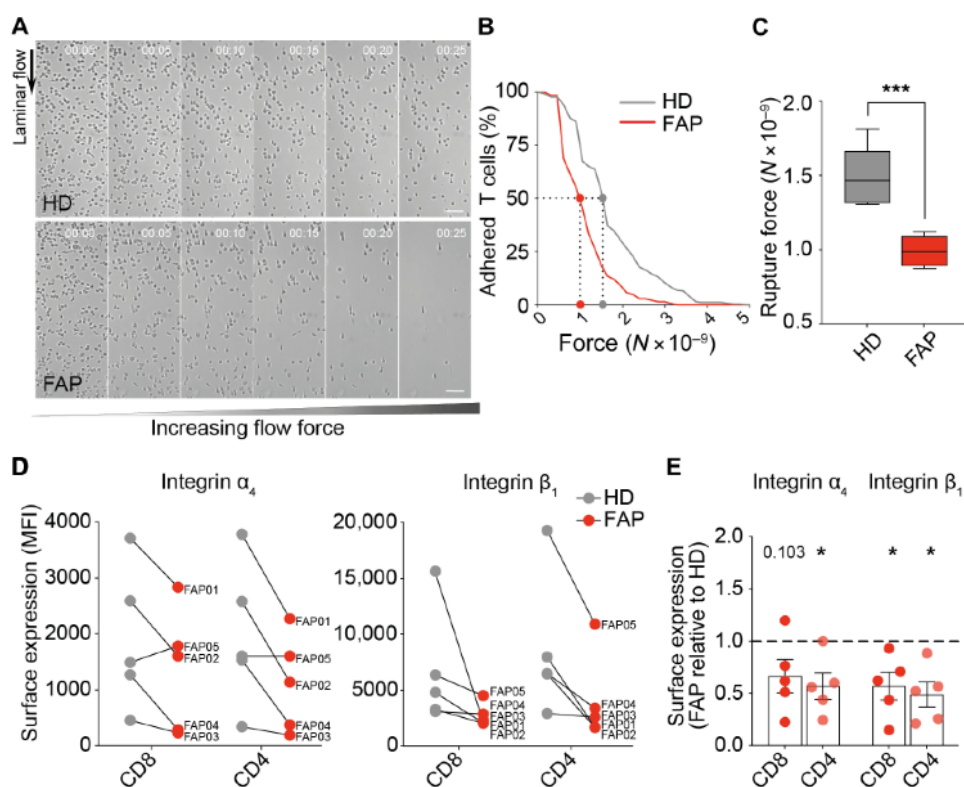 A
Laminar flow
00:00
00:05
00:10
00:15
00:20
00:25
HD
00:00
00:05
00:10
00:15
00:20
00:25
FAP
Increasing flow force
B
HD
FAP
Adhered T cells (%)
100
75
50
25
0
0
1
2
3
4
5
Force (N × 10⁻⁹)
C
***
Rupture force (N × 10⁻⁹)
2.0
1.5
1.0
0.5
HD
FAP
D
Integrin α₄
Surface expression (MFI)
4000
3000
2000
1000
0
FAP01
FAP05
FAP02
FAP04
FAP03
FAP01
FAP05
FAP02
FAP04
FAP03
CD8
CD4
Integrin β₁
HD
FAP
20,000
15,000
10,000
5000
0
FAP05
FAP04
FAP03
FAP01
FAP02
FAP05
FAP04
FAP03
FAP01
FAP02
CD8
CD4
E
Integrin α₄
Integrin β₁
Surface expression
(FAP relative to HD)
2.0
1.5
1.0
0.5
0.0
0.103
*
*
*
CD8
CD4
CD8
CD4